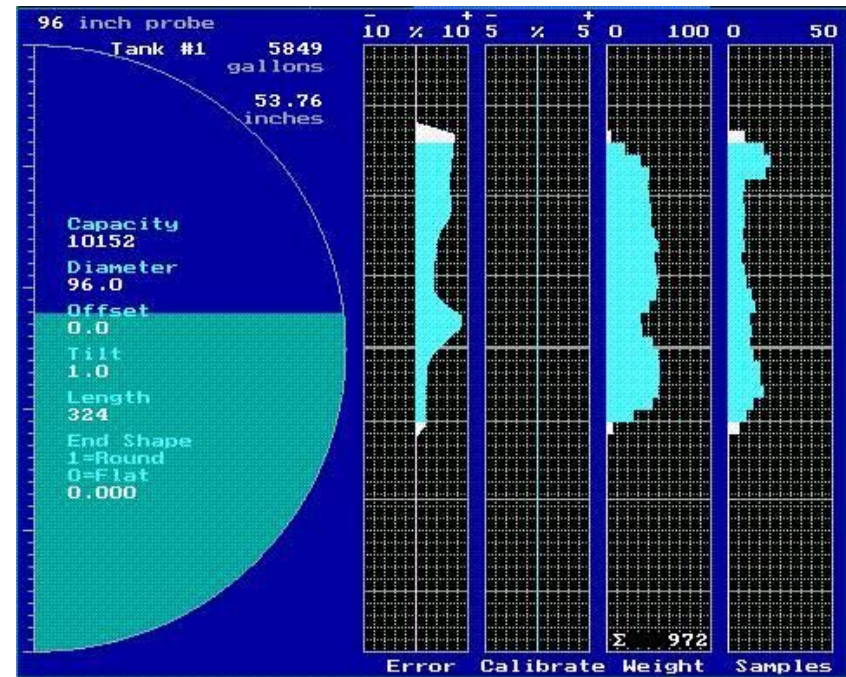 96 inch probe
Tank #1 5849
gallons
53.76
inches
Capacity
10152
Diameter
96.0
Offset
0.0
Tilt
1.0
Length
324
End Shape
1=Round
0=Flat
0.000
- +
10 % 10
- +
5 % 5
0 100
0 50
Σ 972
Error Calibrate Weight Samples